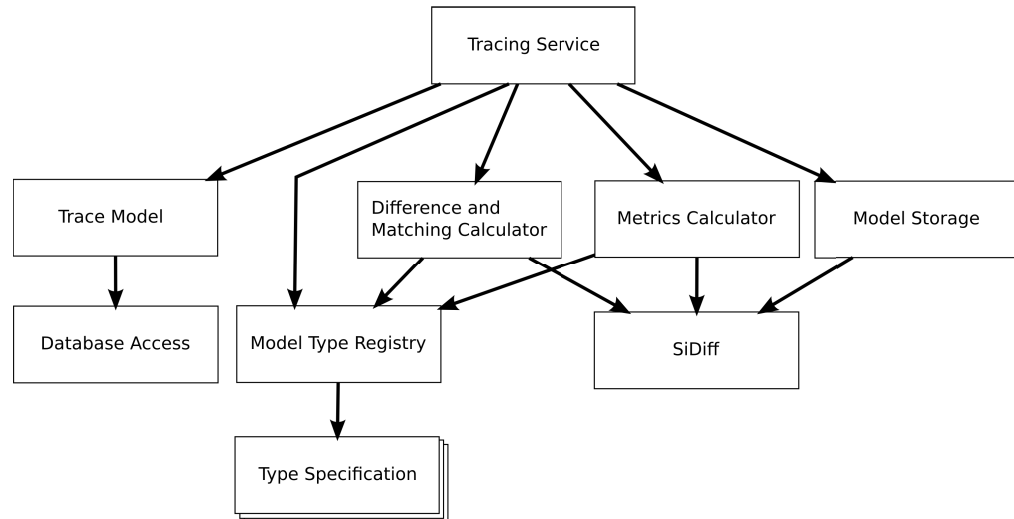 Tracing Service
Trace Model
Difference and
Matching Calculator
Metrics Calculator
Model Storage
Database Access
Model Type Registry
SiDiff
Type Specification